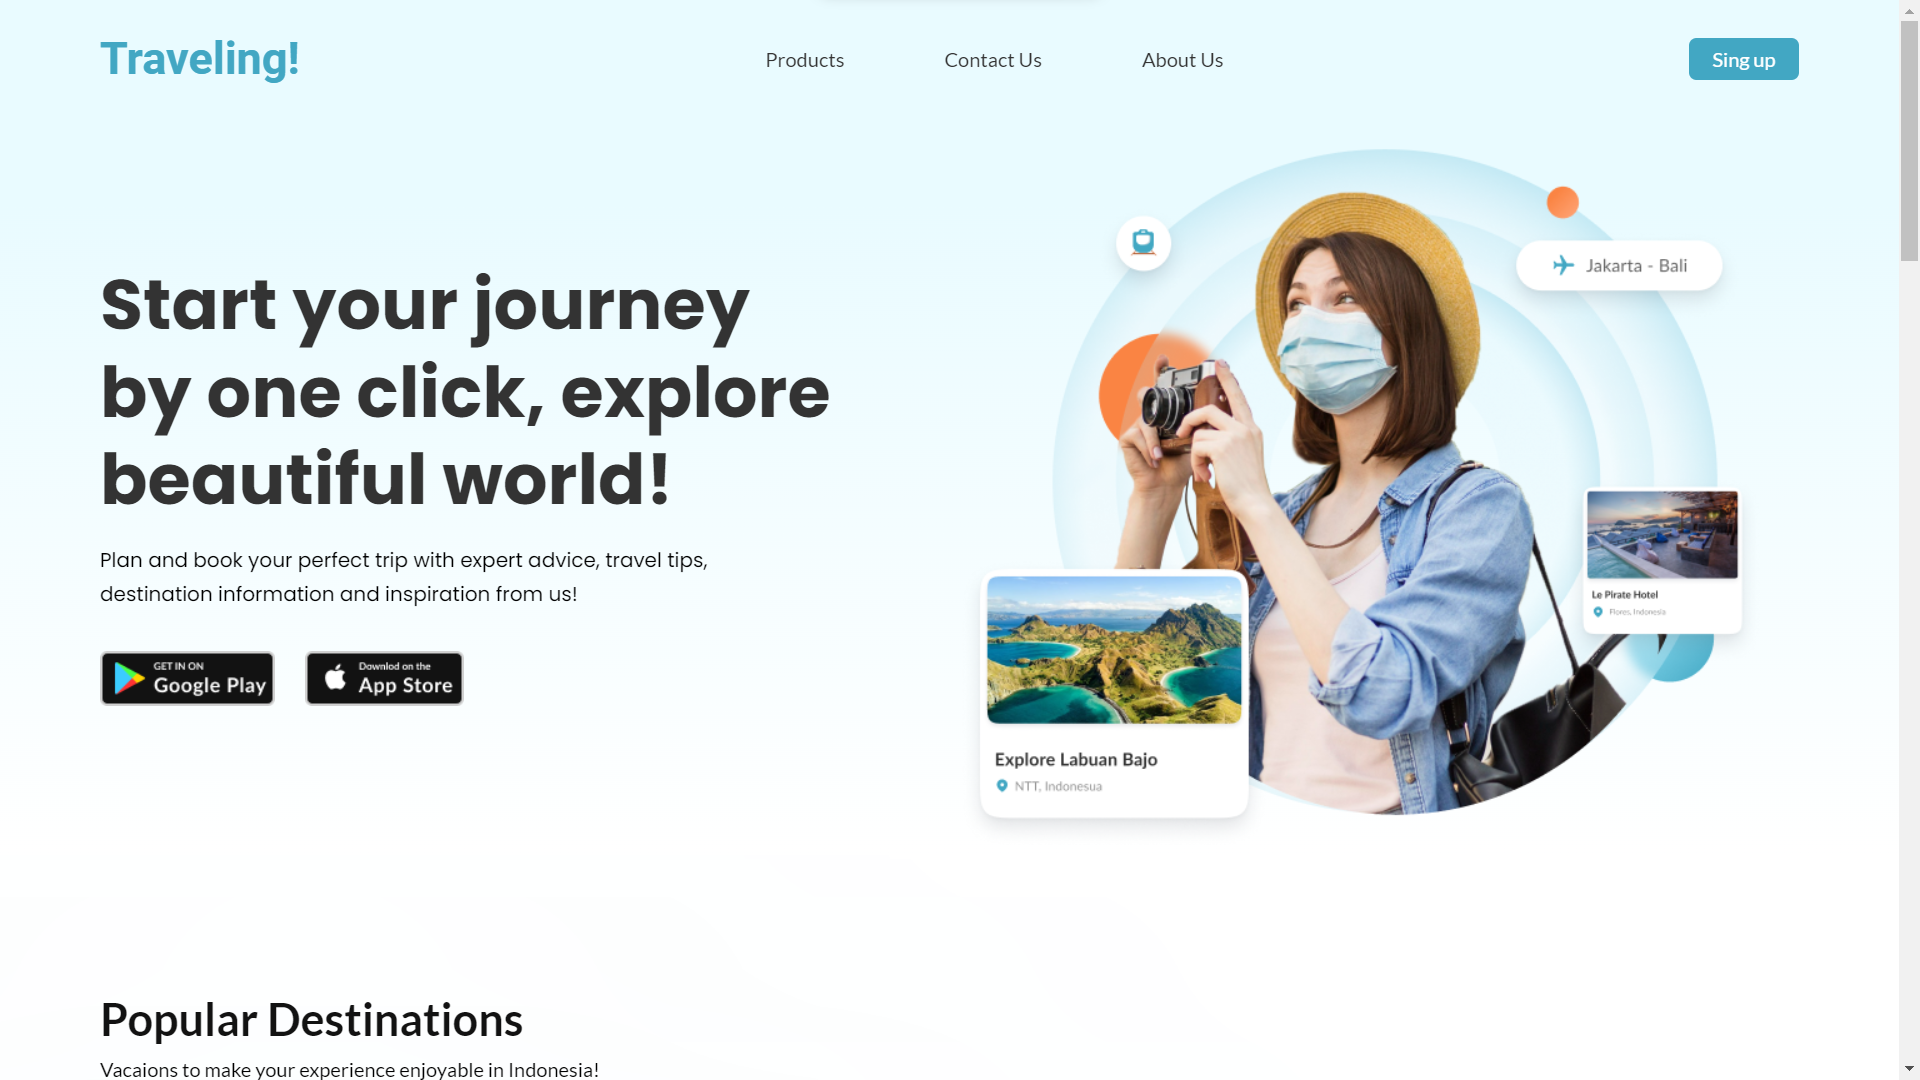 Traveling!
Products
Contact Us
About Us
Sing up
Start your journey
by one click, explore
beautiful world!
Plan and book your perfect trip with expert advice, travel tips,
destination information and inspiration from us!
GET IN ON
Google Play
Downlod on the
App Store
Jakarta - Bali
Le Pirate Hotel
Flores, Indonesia
Explore Labuan Bajo
NTT, Indonesua
Popular Destinations
Vacaions to make your experience enjoyable in Indonesia!